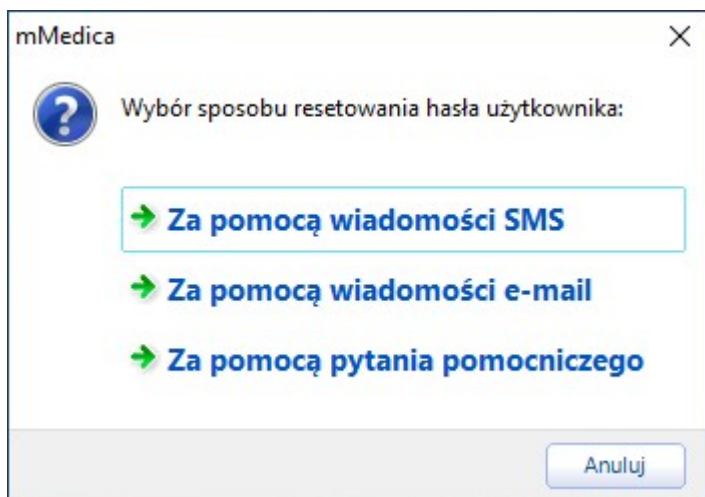 mMedica
Wybór sposobu resetowania hasła użytkownika:
Za pomocą wiadomości SMS
Za pomocą wiadomości e-mail
Za pomocą pytania pomocniczego
Anuluj